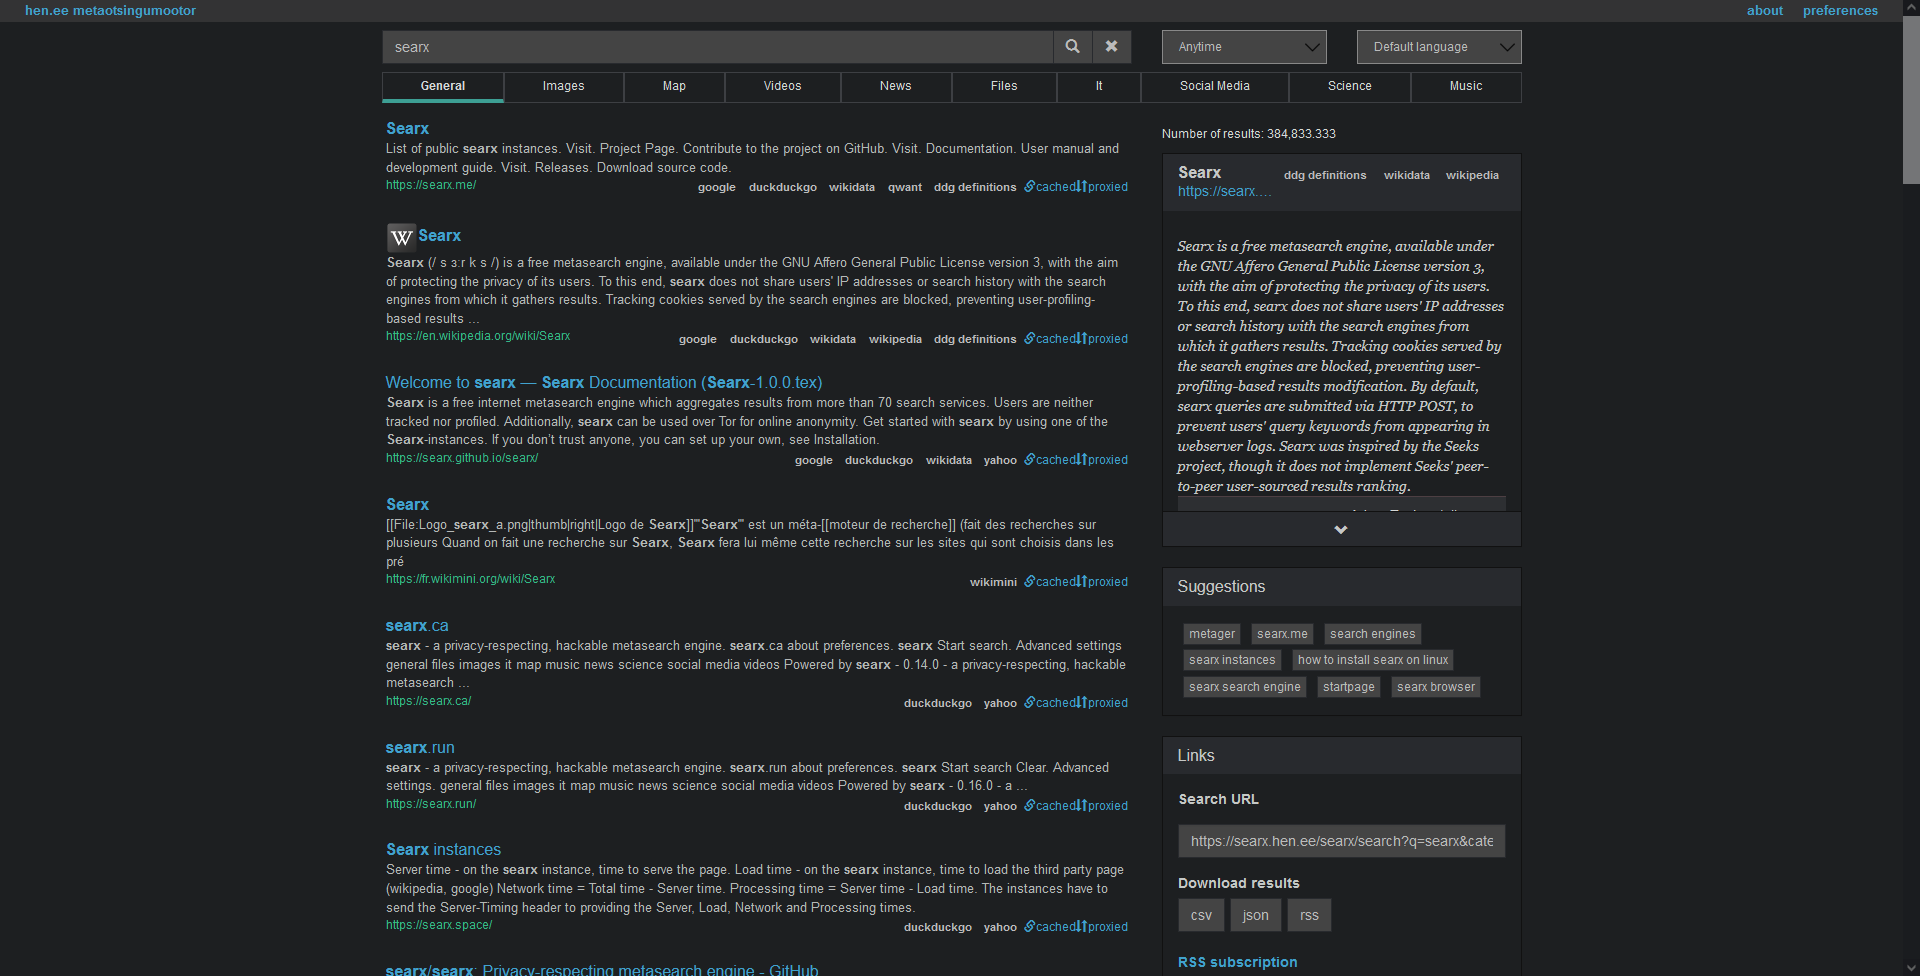 hen.ee metaotsingumootor
about preferences
searx
Anytime
Default language
General Images Map Videos News Files It Social Media Science Music
Searx
List of public searx instances. Visit. Project Page. Contribute to the project on GitHub. Visit. Documentation. User manual and
development guide. Visit. Releases. Download source code.
https://searx.me/
google duckduckgo wikidata qwant ddg definitions cached proxied
W Searx
Searx (/ s ɜːr k s /) is a free metasearch engine, available under the GNU Affero General Public License version 3, with the aim
of protecting the privacy of its users. To this end, searx does not share users' IP addresses or search history with the search
engines from which it gathers results. Tracking cookies served by the search engines are blocked, preventing user-profiling-
based results ...
https://en.wikipedia.org/wiki/Searx
google duckduckgo wikidata wikipedia ddg definitions cached proxied
Welcome to searx — Searx Documentation (Searx-1.0.0.tex)
Searx is a free internet metasearch engine which aggregates results from more than 70 search services. Users are neither
tracked nor profiled. Additionally, searx can be used over Tor for online anonymity. Get started with searx by using one of the
Searx-instances. If you don't trust anyone, you can set up your own, see Installation.
https://searx.github.io/searx/
google duckduckgo wikidata yahoo cached proxied
Searx
[[File:Logo_searx_a.png|thumb|right|Logo de Searx]]'''Searx''' est un méta-[[moteur de recherche]] (fait des recherches sur
plusieurs Quand on fait une recherche sur Searx, Searx fera lui même cette recherche sur les sites qui sont choisis dans les
pré
https://fr.wikimini.org/wiki/Searx
wikimini cached proxied
searx.ca
searx - a privacy-respecting, hackable metasearch engine. searx.ca about preferences. searx Start search. Advanced settings
general files images it map music news science social media videos Powered by searx - 0.14.0 - a privacy-respecting, hackable
metasearch ...
https://searx.ca/
duckduckgo yahoo cached proxied
searx.run
searx - a privacy-respecting, hackable metasearch engine. searx.run about preferences. searx Start search Clear. Advanced
settings. general files images it map music news science social media videos Powered by searx - 0.16.0 - a ...
https://searx.run/
duckduckgo yahoo cached proxied
Searx instances
Server time - on the searx instance, time to serve the page. Load time - on the searx instance, time to load the third party page
(wikipedia, google) Network time = Total time - Server time. Processing time = Server time - Load time. The instances have to
send the Server-Timing header to providing the Server, Load, Network and Processing times.
https://searx.space/
duckduckgo yahoo cached proxied
searx/searx: Privacy-respecting metasearch engine - GitHub
Number of results: 384,833.333
Searx ddg definitions wikidata wikipedia
https://searx....
Searx is a free metasearch engine, available under
the GNU Affero General Public License version 3,
with the aim of protecting the privacy of its users.
To this end, searx does not share users' IP addresses
or search history with the search engines from
which it gathers results. Tracking cookies served by
the search engines are blocked, preventing user-
profiling-based results modification. By default,
searx queries are submitted via HTTP POST, to
prevent users' query keywords from appearing in
webserver logs. Searx was inspired by the Seeks
project, though it does not implement Seeks' peer-
to-peer user-sourced results ranking.
Suggestions
metager searx.me search engines
searx instances how to install searx on linux
searx search engine startpage searx browser
Links
Search URL
https://searx.hen.ee/searx/search?q=searx&cate
Download results
csv json rss
RSS subscription